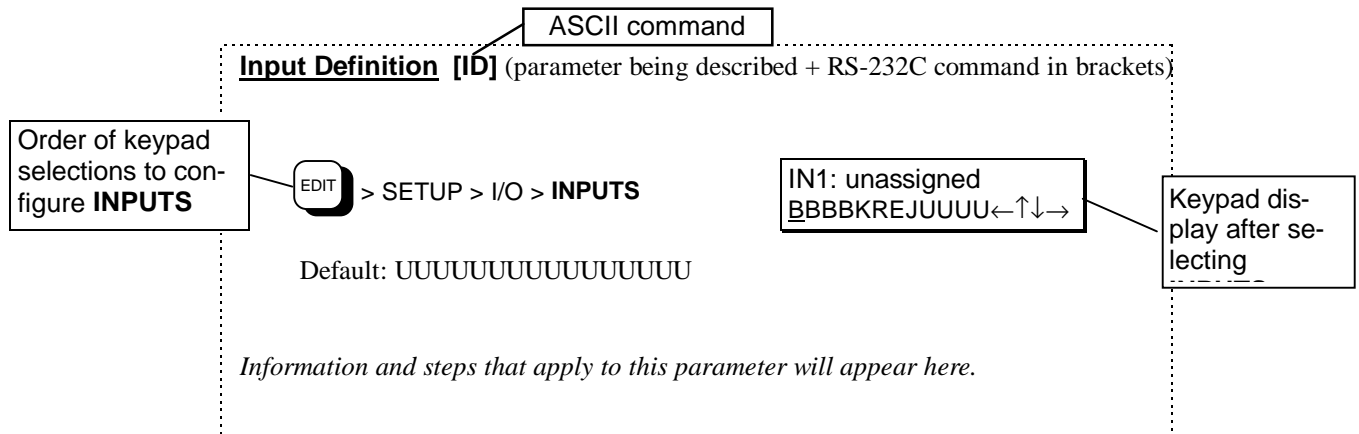 ASCII command
Input Definition [ID] (parameter being described + RS-232C command in brackets)
Order of keypad
selections to con-
figure INPUTS
EDIT > SETUP > I/O > INPUTS
IN1: unassigned
BBBBKREJUUUU←↑↓→
Keypad dis-
play after se-
lecting
Default: UUUUUUUUUUUUUUUU
Information and steps that apply to this parameter will appear here.